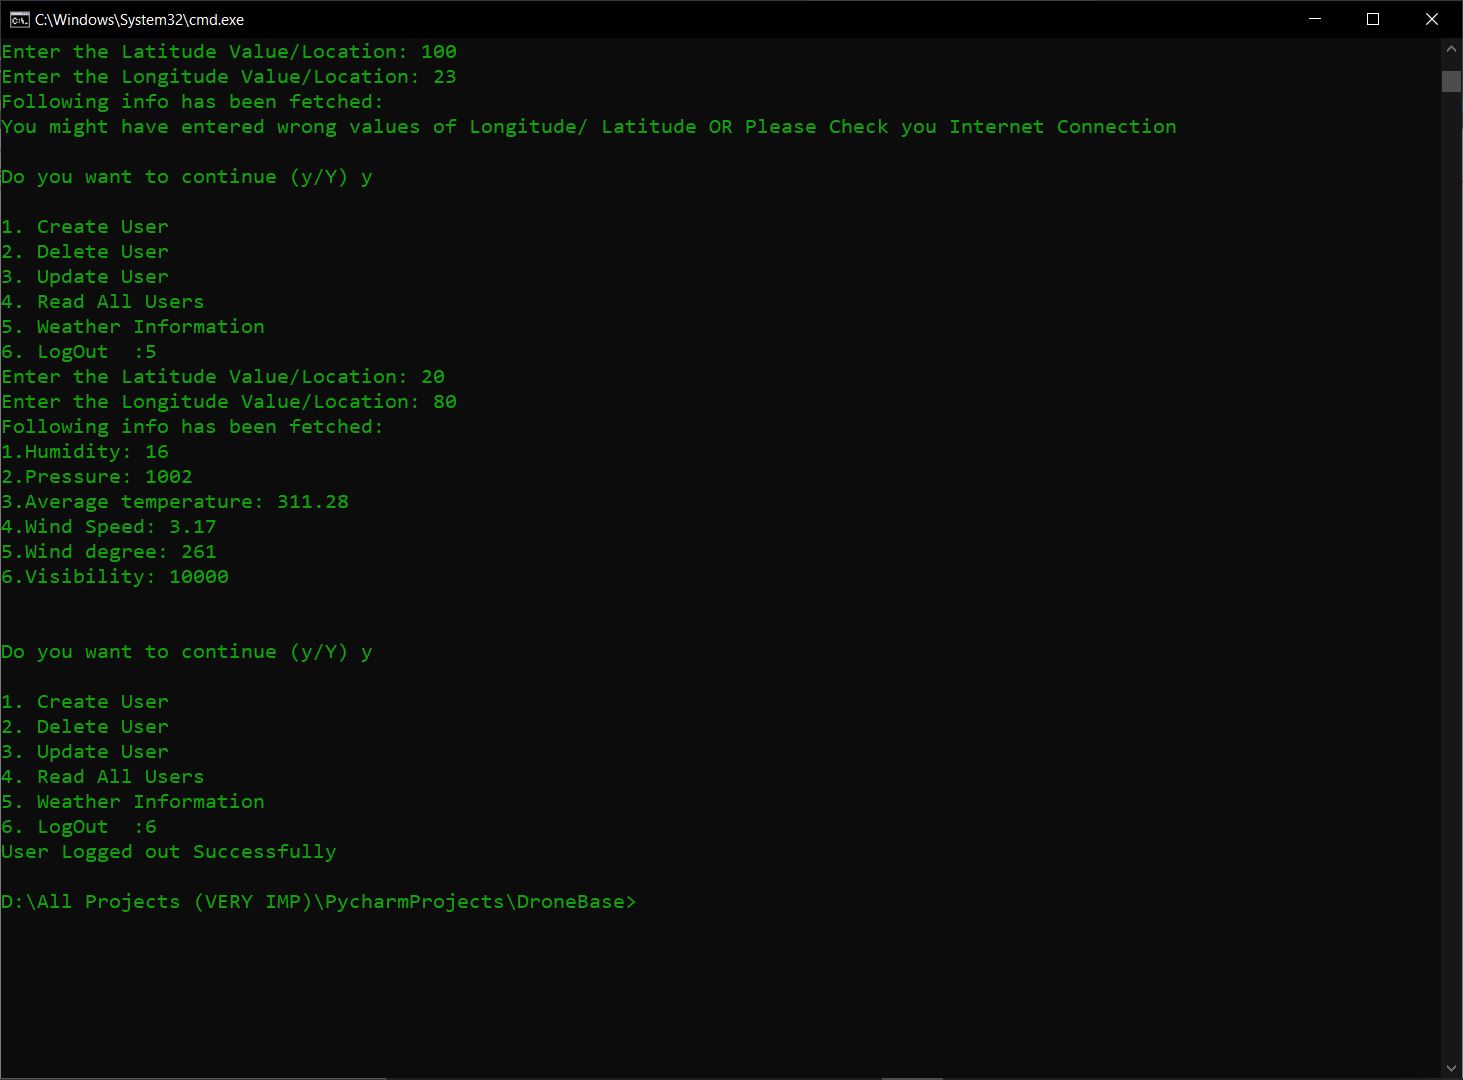 C:\Windows\System32\cmd.exe
Enter the Latitude Value/Location: 100
Enter the Longitude Value/Location: 23
Following info has been fetched:
You might have entered wrong values of Longitude/ Latitude OR Please Check you Internet Connection
Do you want to continue (y/Y) y
1. Create User
2. Delete User
3. Update User
4. Read All Users
5. Weather Information
6. LogOut  :5
Enter the Latitude Value/Location: 20
Enter the Longitude Value/Location: 80
Following info has been fetched:
1.Humidity: 16
2.Pressure: 1002
3.Average temperature: 311.28
4.Wind Speed: 3.17
5.Wind degree: 261
6.Visibility: 10000
Do you want to continue (y/Y) y
1. Create User
2. Delete User
3. Update User
4. Read All Users
5. Weather Information
6. LogOut  :6
User Logged out Successfully
D:\All Projects (VERY IMP)\PycharmProjects\DroneBase>